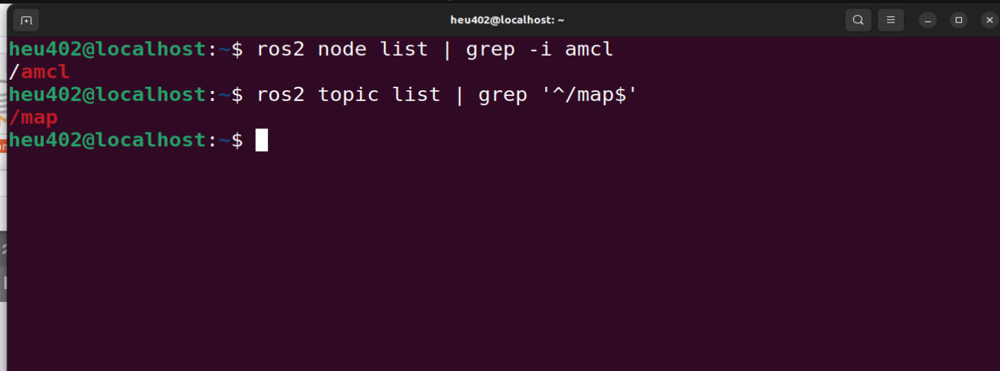 heu402@localhost: ~
heu402@localhost:~$ ros2 node list | grep -i amcl
/amcl
heu402@localhost:~$ ros2 topic list | grep '^/map$'
/map
heu402@localhost:~$